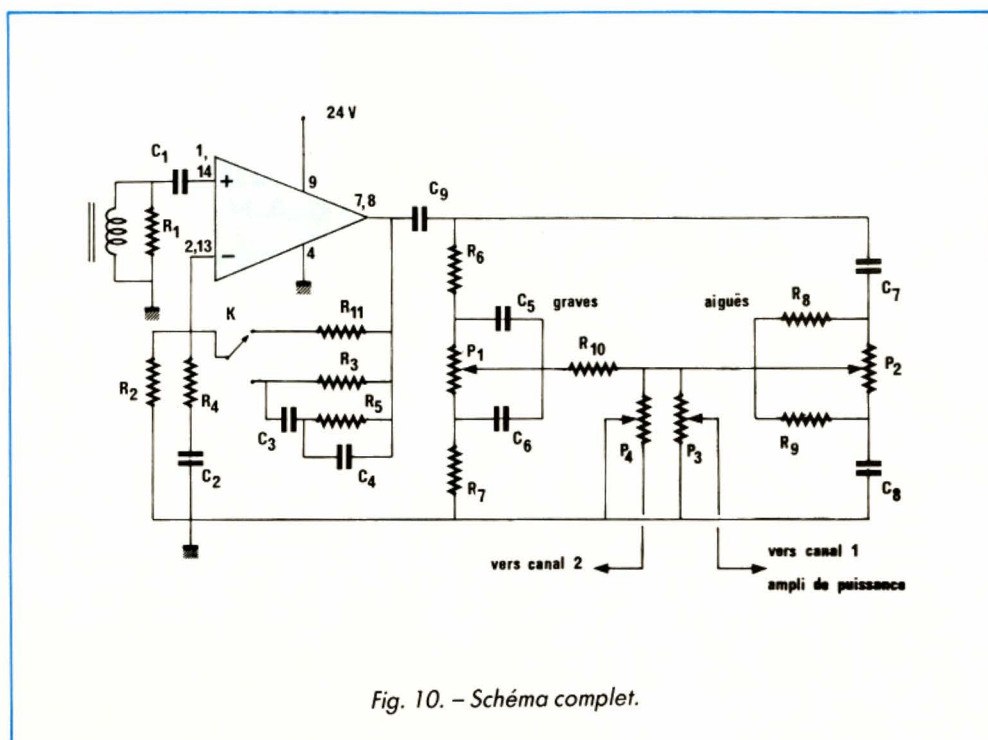 24 V
C1
1,
14
+
9
7,8
C9
R1
2,13
–
4
R6
C7
K
C5
graves
aiguës
R8
R11
R10
P1
P2
R2
R4
R3
R5
C3
C4
C6
P4
P3
R9
C2
R7
C8
vers canal 2
vers canal 1
ampli de puissance
Fig. 10. – Schéma complet.